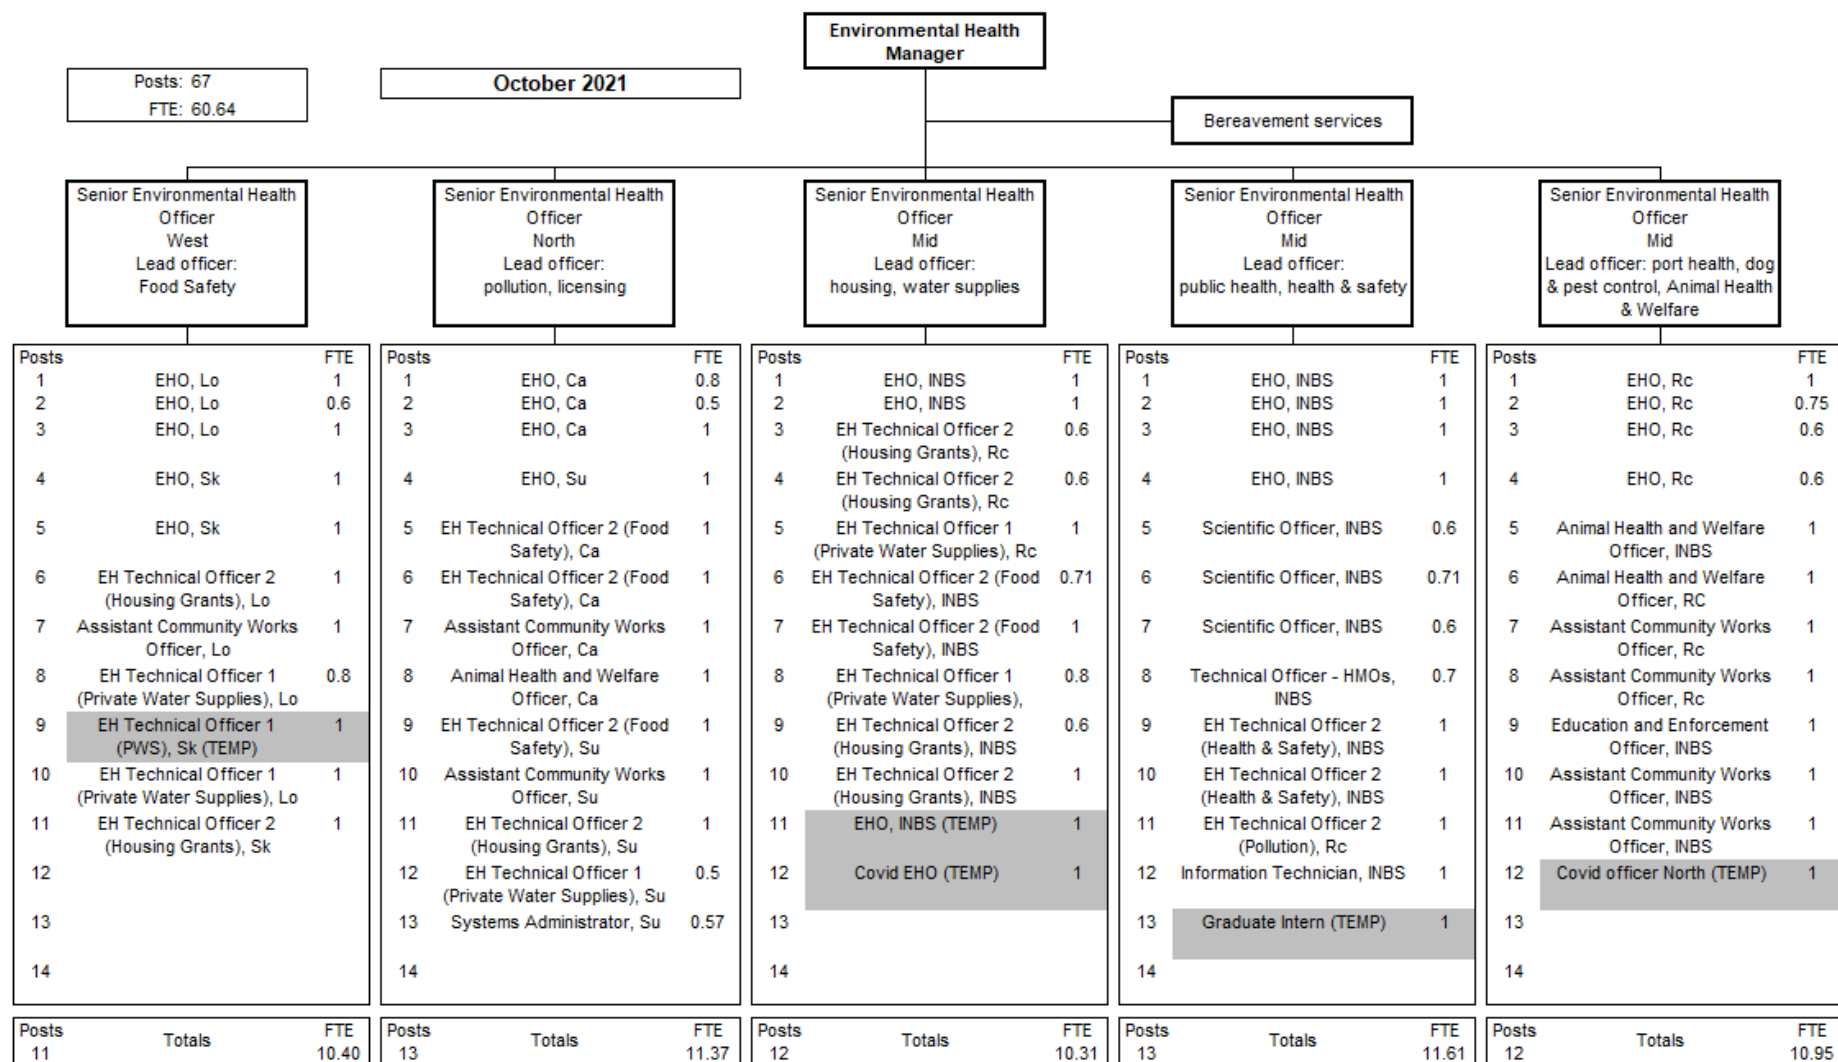 Environmental Health
Manager
Posts: 67
FTE: 60.64
October 2021
Bereavement services
Senior Environmental Health
Officer
West
Lead officer:
Food Safety
Senior Environmental Health
Officer
North
Lead officer:
pollution, licensing
Senior Environmental Health
Officer
Mid
Lead officer:
housing, water supplies
Senior Environmental Health
Officer
Mid
Lead officer:
public health, health & safety
Senior Environmental Health
Officer
Mid
Lead officer: port health, dog
& pest control, Animal Health
& Welfare
Posts FTE
1 EHO, Lo 1
2 EHO, Lo 0.6
3 EHO, Lo 1
4 EHO, Sk 1
5 EHO, Sk 1
6 EH Technical Officer 2 1
(Housing Grants), Lo
7 Assistant Community Works 1
Officer, Lo
8 EH Technical Officer 1 0.8
(Private Water Supplies), Lo
9 EH Technical Officer 1 1
(PWS), Sk (TEMP)
10 EH Technical Officer 1 1
(Private Water Supplies), Lo
11 EH Technical Officer 2 1
(Housing Grants), Sk
12
13
14
Posts Totals FTE
11 10.40
Posts FTE
1 EHO, Ca 0.8
2 EHO, Ca 0.5
3 EHO, Ca 1
4 EHO, Su 1
5 EH Technical Officer 2 (Food 1
Safety), Ca
6 EH Technical Officer 2 (Food 1
Safety), Ca
7 Assistant Community Works 1
Officer, Ca
8 Animal Health and Welfare 1
Officer, Ca
9 EH Technical Officer 2 (Food 1
Safety), Su
10 Assistant Community Works 1
Officer, Su
11 EH Technical Officer 2 1
(Housing Grants), Su
12 EH Technical Officer 1 0.5
(Private Water Supplies), Su
13 Systems Administrator, Su 0.57
14
Posts Totals FTE
13 11.37
Posts FTE
1 EHO, INBS 1
2 EHO, INBS 1
3 EH Technical Officer 2 0.6
(Housing Grants), Rc
4 EH Technical Officer 2 0.6
(Housing Grants), Rc
5 EH Technical Officer 1 1
(Private Water Supplies), Rc
6 EH Technical Officer 2 (Food 0.71
Safety), INBS
7 EH Technical Officer 2 (Food 1
Safety), INBS
8 EH Technical Officer 1 0.8
(Private Water Supplies),
9 EH Technical Officer 2 0.6
(Housing Grants), INBS
10 EH Technical Officer 2 1
(Housing Grants), INBS
11 EHO, INBS (TEMP) 1
12 Covid EHO (TEMP) 1
13
14
Posts Totals FTE
12 10.31
Posts FTE
1 EHO, INBS 1
2 EHO, INBS 1
3 EHO, INBS 1
4 EHO, INBS 1
5 Scientific Officer, INBS 0.6
6 Scientific Officer, INBS 0.71
7 Scientific Officer, INBS 0.6
8 Technical Officer - HMOs, 0.7
INBS
9 EH Technical Officer 2 1
(Health & Safety), INBS
10 EH Technical Officer 2 1
(Health & Safety), INBS
11 EH Technical Officer 2 1
(Pollution), Rc
12 Information Technician, INBS 1
13 Graduate Intern (TEMP) 1
14
Posts Totals FTE
13 11.61
Posts FTE
1 EHO, Rc 1
2 EHO, Rc 0.75
3 EHO, Rc 0.6
4 EHO, Rc 0.6
5 Animal Health and Welfare 1
Officer, INBS
6 Animal Health and Welfare 1
Officer, RC
7 Assistant Community Works 1
Officer, Rc
8 Assistant Community Works 1
Officer, Rc
9 Education and Enforcement 1
Officer, INBS
10 Assistant Community Works 1
Officer, INBS
11 Assistant Community Works 1
Officer, INBS
12 Covid officer North (TEMP) 1
13
14
Posts Totals FTE
12 10.95